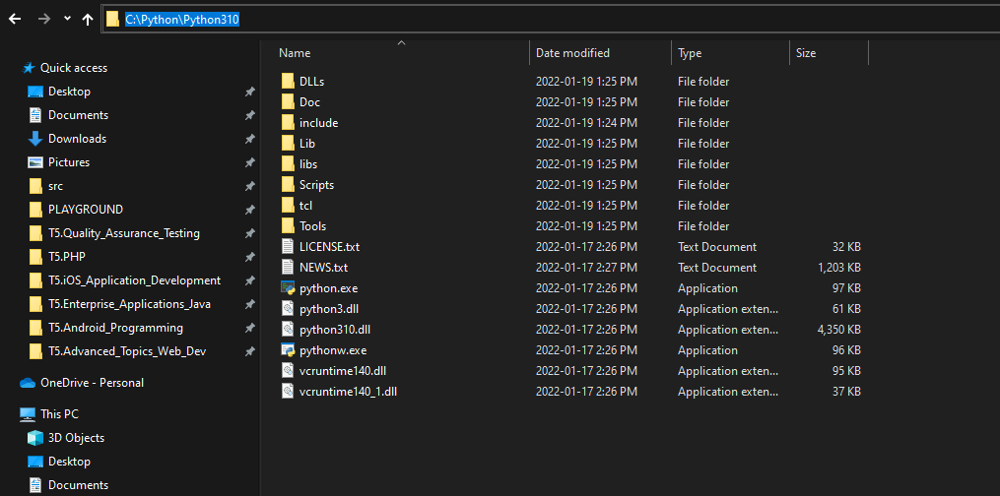 C:\Python\Python310
Name Date modified Type Size
Quick access
Desktop
Documents
Downloads
Pictures
src
PLAYGROUND
T5.Quality_Assurance_Testing
T5.PHP
T5.iOS_Application_Development
T5.Enterprise_Applications_Java
T5.Android_Programming
T5.Advanced_Topics_Web_Dev
OneDrive - Personal
This PC
3D Objects
Desktop
Documents
DLLs 2022-01-19 1:25 PM File folder
Doc 2022-01-19 1:25 PM File folder
include 2022-01-19 1:24 PM File folder
Lib 2022-01-19 1:25 PM File folder
libs 2022-01-19 1:25 PM File folder
Scripts 2022-01-19 1:25 PM File folder
tcl 2022-01-19 1:25 PM File folder
Tools 2022-01-19 1:25 PM File folder
LICENSE.txt 2022-01-17 2:26 PM Text Document 32 KB
NEWS.txt 2022-01-17 2:27 PM Text Document 1,203 KB
python.exe 2022-01-17 2:26 PM Application 97 KB
python3.dll 2022-01-17 2:26 PM Application exten... 61 KB
python310.dll 2022-01-17 2:26 PM Application exten... 4,350 KB
pythonw.exe 2022-01-17 2:26 PM Application 96 KB
vcruntime140.dll 2022-01-17 2:26 PM Application exten... 95 KB
vcruntime140_1.dll 2022-01-17 2:26 PM Application exten... 37 KB